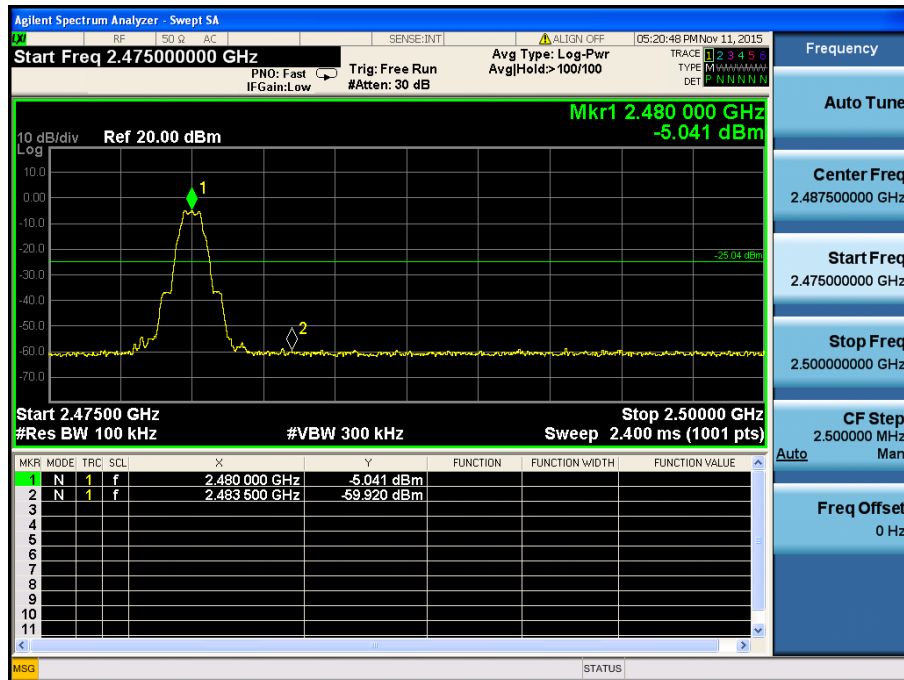 Agilent Spectrum Analyzer - Swept SA
LXI RF 50 Ω AC SENSE:INT ALIGN OFF 05:20:48 PM Nov 11, 2015
Start Freq 2.475000000 GHz
PNO: Fast
IFGain:Low
Trig: Free Run
#Atten: 30 dB
Avg Type: Log-Pwr
Avg|Hold:>100/100
TRACE 1 2 3 4 5 6
TYPE M
DET P N N N N N
Mkr1 2.480 000 GHz
-5.041 dBm
10 dB/div Ref 20.00 dBm
Log
10.0
1
0.00
-10.0
-20.0
-25.04 dBm
-30.0
-40.0
-50.0
2
-60.0
-70.0
Start 2.47500 GHz Stop 2.50000 GHz
#Res BW 100 kHz #VBW 300 kHz Sweep 2.400 ms (1001 pts)
MKR MODE TRC SCL X Y FUNCTION FUNCTION WIDTH FUNCTION VALUE
1 N 1 f 2.480 000 GHz -5.041 dBm
2 N 1 f 2.483 500 GHz -59.920 dBm
3
4
5
6
7
8
9
10
11
MSG STATUS
Frequency
Auto Tune
Center Freq
2.487500000 GHz
Start Freq
2.475000000 GHz
Stop Freq
2.500000000 GHz
CF Step
2.500000 MHz
Auto Man
Freq Offset
0 Hz